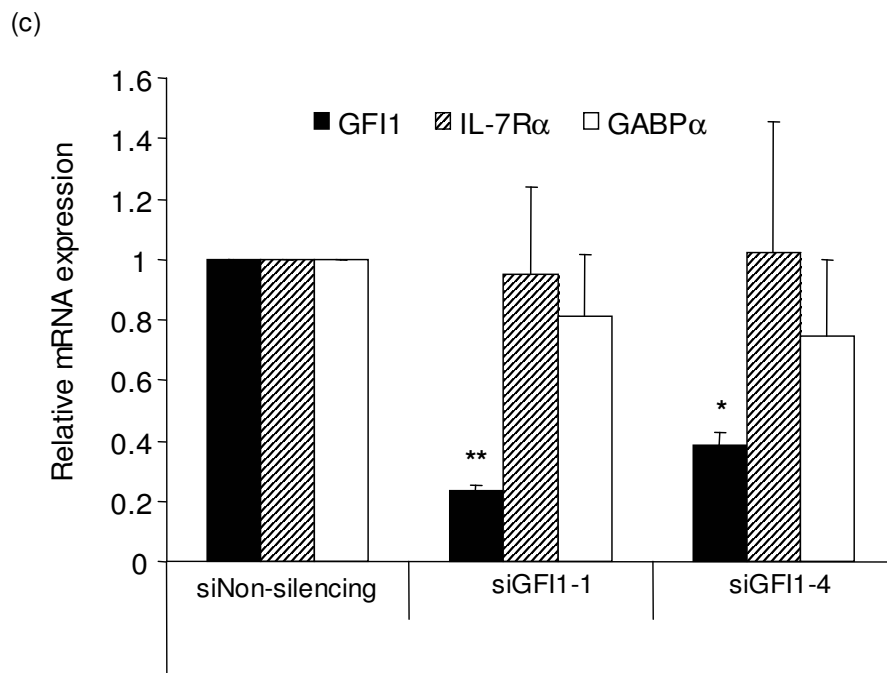 (c)
1.6
1.4
1.2
1
0.8
0.6
0.4
0.2
0
Relative mRNA expression
GFI1 IL-7Rα GABPα
**
*
siNon-silencing siGFI1-1 siGFI1-4